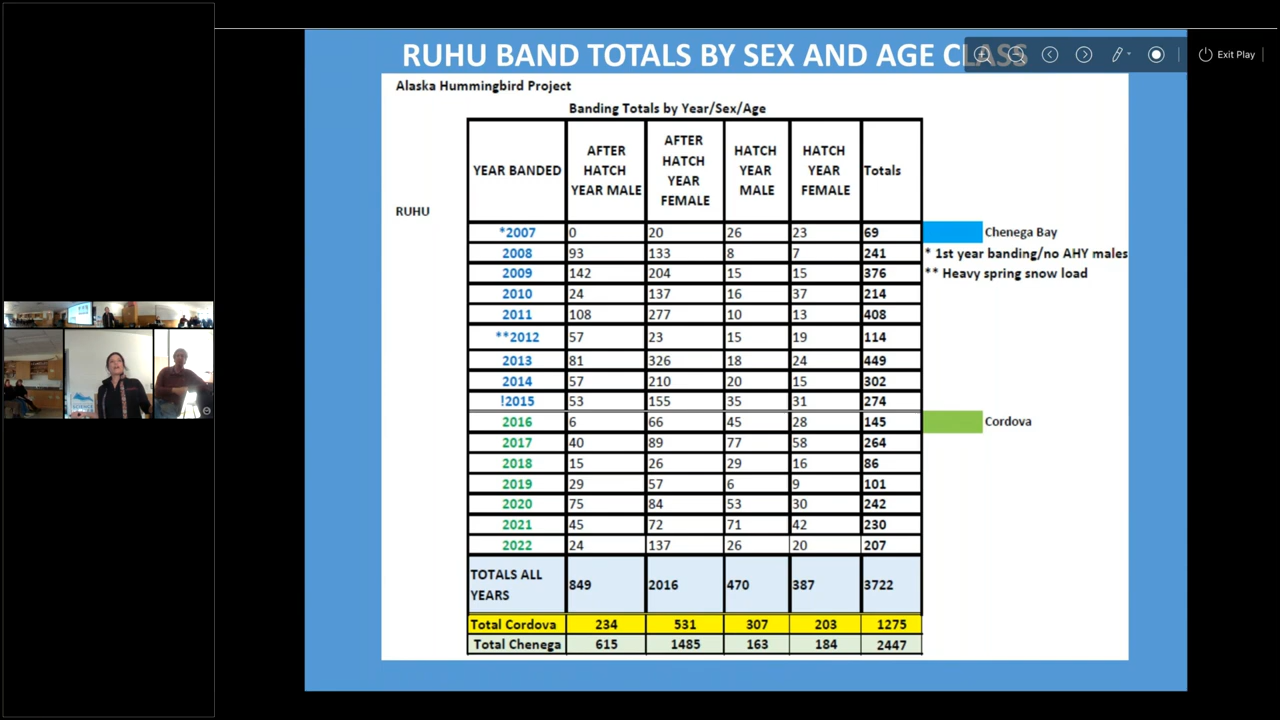 RUHU BAND TOTALS BY SEX AND AGE CLASS
Exit Play
Alaska Hummingbird Project
Banding Totals by Year/Sex/Age
YEAR BANDED AFTER HATCH YEAR MALE AFTER HATCH YEAR FEMALE HATCH YEAR MALE HATCH YEAR FEMALE Totals
RUHU
*2007 0 20 26 23 69 Chenega Bay
2008 93 133 8 7 241 * 1st year banding/no AHY males
2009 142 204 15 15 376 ** Heavy spring snow load
2010 24 137 16 37 214
2011 108 277 10 13 408
**2012 57 23 15 19 114
2013 81 326 18 24 449
2014 57 210 20 15 302
!2015 53 155 35 31 274
2016 6 66 45 28 145 Cordova
2017 40 89 77 58 264
2018 15 26 29 16 86
2019 29 57 6 9 101
2020 75 84 53 30 242
2021 45 72 71 42 230
2022 24 137 26 20 207
TOTALS ALL YEARS 849 2016 470 387 3722
Total Cordova 234 531 307 203 1275
Total Chenega 615 1485 163 184 2447